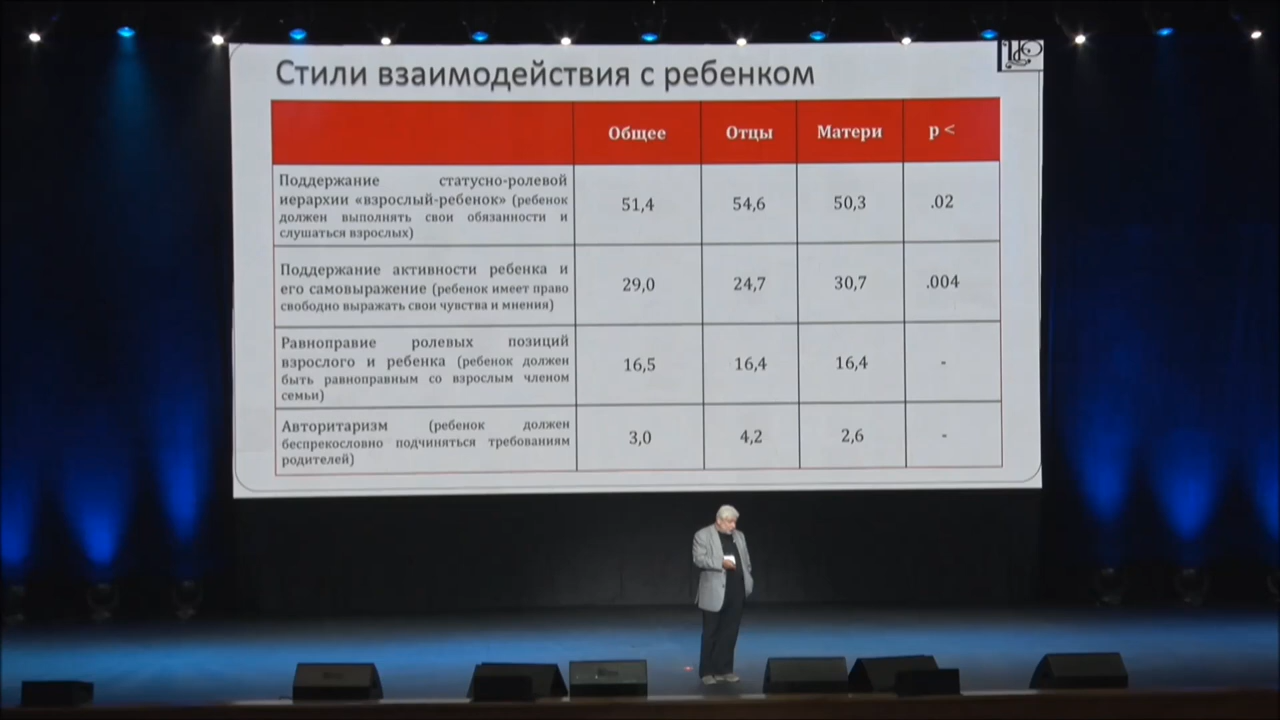 Стили взаимодействия с ребенком
Общее
Отцы
Матери
p <
Поддержание статусно-ролевой
иерархии «взрослый-ребенок» (ребенок
должен выполнять свои обязанности и
слушаться взрослых)
51,4
54,6
50,3
.02
Поддержание активности ребенка и
его самовыражение (ребенок имеет право
свободно выражать свои чувства и мнения)
29,0
24,7
30,7
.004
Равноправие ролевых позиций
взрослого и ребенка (ребенок должен
быть равноправным со взрослым членом
семьи)
16,5
16,4
16,4
-
Авторитаризм (ребенок должен
беспрекословно подчиняться требованиям
родителей)
3,0
4,2
2,6
-